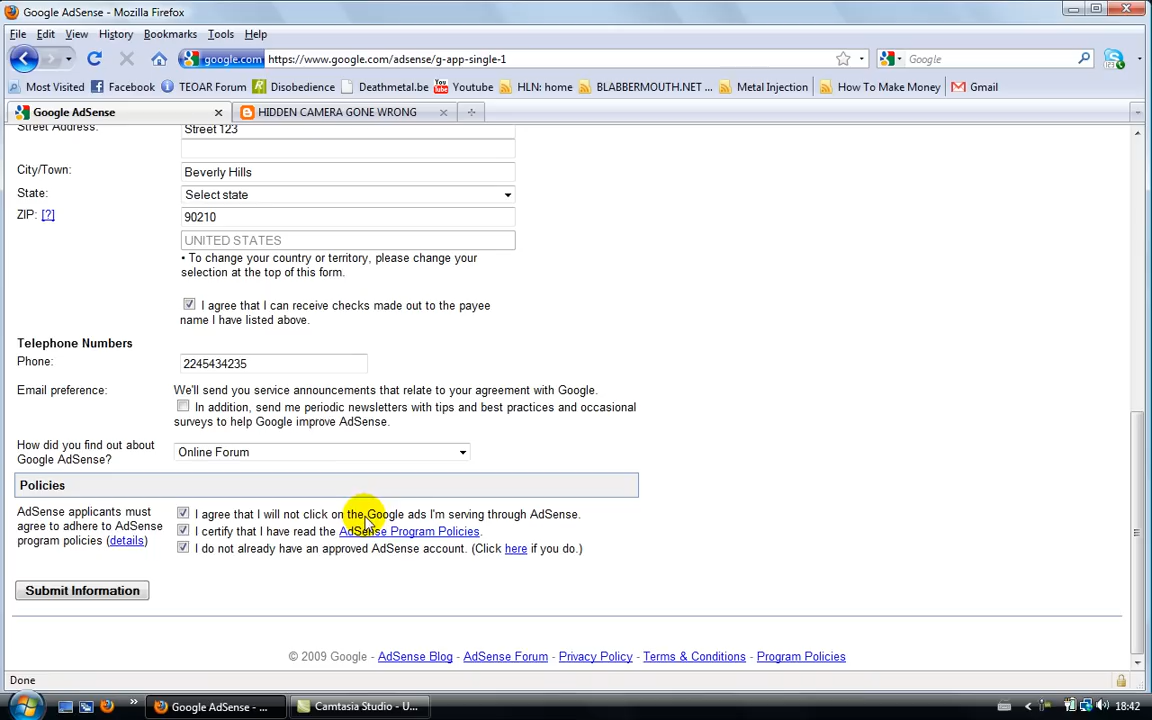 Google AdSense - Mozilla Firefox
File Edit View History Bookmarks Tools Help
google.com https://www.google.com/adsense/g-app-single-1 Google
Most Visited Facebook TEOAR Forum Disobedience Deathmetal.be Youtube HLN: home BLABBERMOUTH.NET ... Metal Injection How To Make Money Gmail
Google AdSense HIDDEN CAMERA GONE WRONG
Street Address: Street 123
City/Town: Beverly Hills
State: Select state
ZIP: [?] 90210
UNITED STATES
• To change your country or territory, please change your
selection at the top of this form.
I agree that I can receive checks made out to the payee
name I have listed above.
Telephone Numbers
Phone: 2245434235
Email preference: We'll send you service announcements that relate to your agreement with Google.
In addition, send me periodic newsletters with tips and best practices and occasional
surveys to help Google improve AdSense.
How did you find out about
Google AdSense?
Online Forum
Policies
AdSense applicants must
agree to adhere to AdSense
program policies (details)
I agree that I will not click on the Google ads I'm serving through AdSense.
I certify that I have read the AdSense Program Policies.
I do not already have an approved AdSense account. (Click here if you do.)
Submit Information
© 2009 Google - AdSense Blog - AdSense Forum - Privacy Policy - Terms & Conditions - Program Policies
Done
Google AdSense - ... Camtasia Studio - U... 18:42